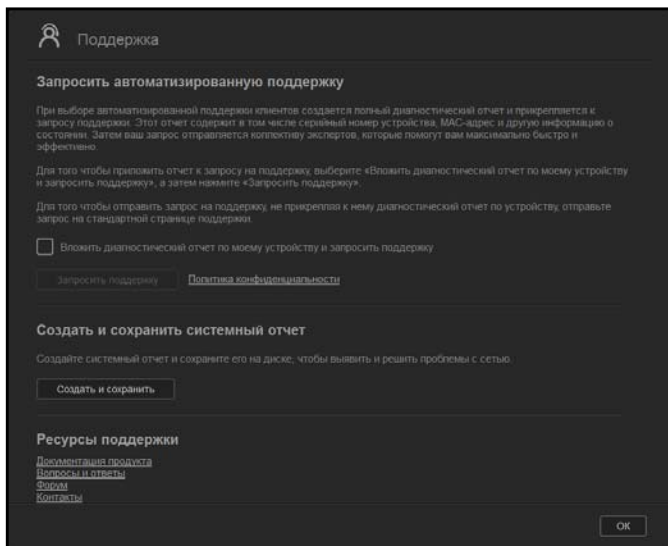 Поддержка
Запросить автоматизированную поддержку
При выборе автоматизированной поддержки клиентов создается полный диагностический отчет и прикрепляется к
запросу поддержки. Этот отчет содержит в том числе серийный номер устройства, MAC-адрес и другую информацию о
состоянии. Затем ваш запрос отправляется коллективу экспертов, которые помогут вам максимально быстро и
эффективно.
Для того чтобы приложить отчет к запросу на поддержку, выберите «Вложить диагностический отчет по моему устройству
и запросить поддержку», а затем нажмите «Запросить поддержку».
Для того чтобы отправить запрос на поддержку, не прикрепляя к нему диагностический отчет по устройству, отправьте
запрос на стандартной странице поддержки.
Вложить диагностический отчет по моему устройству и запросить поддержку
Запросить поддержку Политика конфиденциальности
Создать и сохранить системный отчет
Создайте системный отчет и сохраните его на диске, чтобы выявить и решить проблемы с сетью.
Создать и сохранить
Ресурсы поддержки
Документация продукта
Вопросы и ответы
Форум
Контакты
ОК